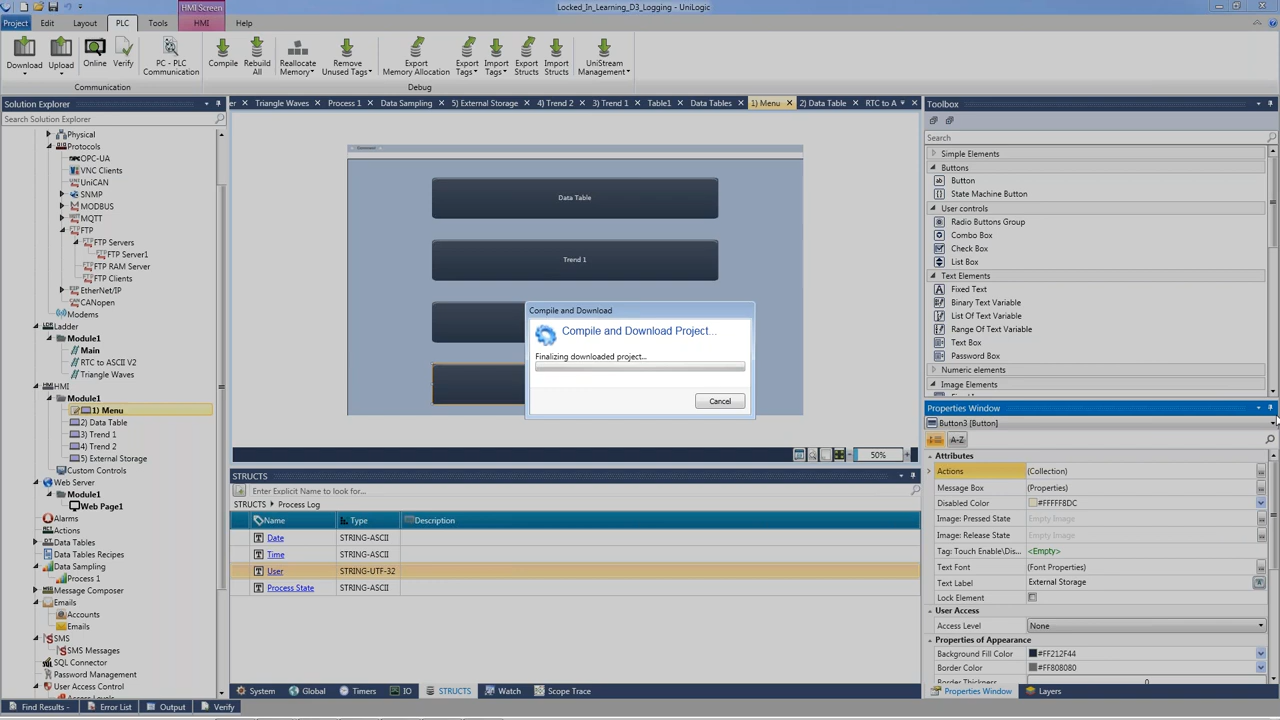 HMI Screen
Locked_In_Learning_D3_Logging - UniLogic
Project Edit Layout PLC Tools HMI Help
Download Upload Online Verify PC - PLC Communication Compile Rebuild All Reallocate Memory Remove Unused Tags Export Memory Allocation Export Tags Import Tags Export Structs Import Structs UniStream Management
Communication Debug
Solution Explorer
Search Solution Explorer
Physical
Protocols
OPC-UA
VNC Clients
UniCAN
SNMP
MODBUS
MQTT
FTP
FTP Servers
FTP Server1
FTP RAM Server
FTP Clients
EtherNet/IP
CANopen
Modems
Ladder
Module1
Main
RTC to ASCII V2
Triangle Waves
HMI
Module1
1) Menu
2) Data Table
3) Trend 1
4) Trend 2
5) External Storage
Custom Controls
Web Server
Module1
Web Page1
Alarms
Actions
Data Tables
Data Tables Recipes
Data Sampling
Process 1
Message Composer
Emails
Accounts
Emails
SMS
SMS Messages
SQL Connector
Password Management
User Access Control
Find Results - Error List Output Verify
er Triangle Waves Process 1 Data Sampling 5) External Storage 4) Trend 2 3) Trend 1 Table1 Data Tables 1) Menu 2) Data Table RTC to A
Data Table
Trend 1
Compile and Download
Compile and Download Project...
Finalizing downloaded project...
Cancel
50%
STRUCTS
Enter Explicit Name to look for...
STRUCTS Process Log
Name Type Description
Date STRING-ASCII
Time STRING-ASCII
User STRING-UTF-32
Process State STRING-ASCII
System Global Timers IO STRUCTS Watch Scope Trace
Toolbox
Search
Simple Elements
Buttons
Button
State Machine Button
User controls
Radio Buttons Group
Combo Box
Check Box
List Box
Text Elements
Fixed Text
Binary Text Variable
List Of Text Variable
Range Of Text Variable
Text Box
Password Box
Numeric elements
Image Elements
Properties Window
Button3 [Button]
A-Z
Attributes
Actions (Collection)
Message Box (Properties)
Disabled Color #FFFFF8DC
Image: Pressed State Empty Image
Image: Release State Empty Image
Tag: Touch Enable\Dis... <Empty>
Text Font (Font Properties)
Text Label External Storage
Lock Element
User Access
Access Level None
Properties of Appearance
Background Fill Color #FF212F44
Border Color #FF808080
Border Thickness 0
Properties Window Layers